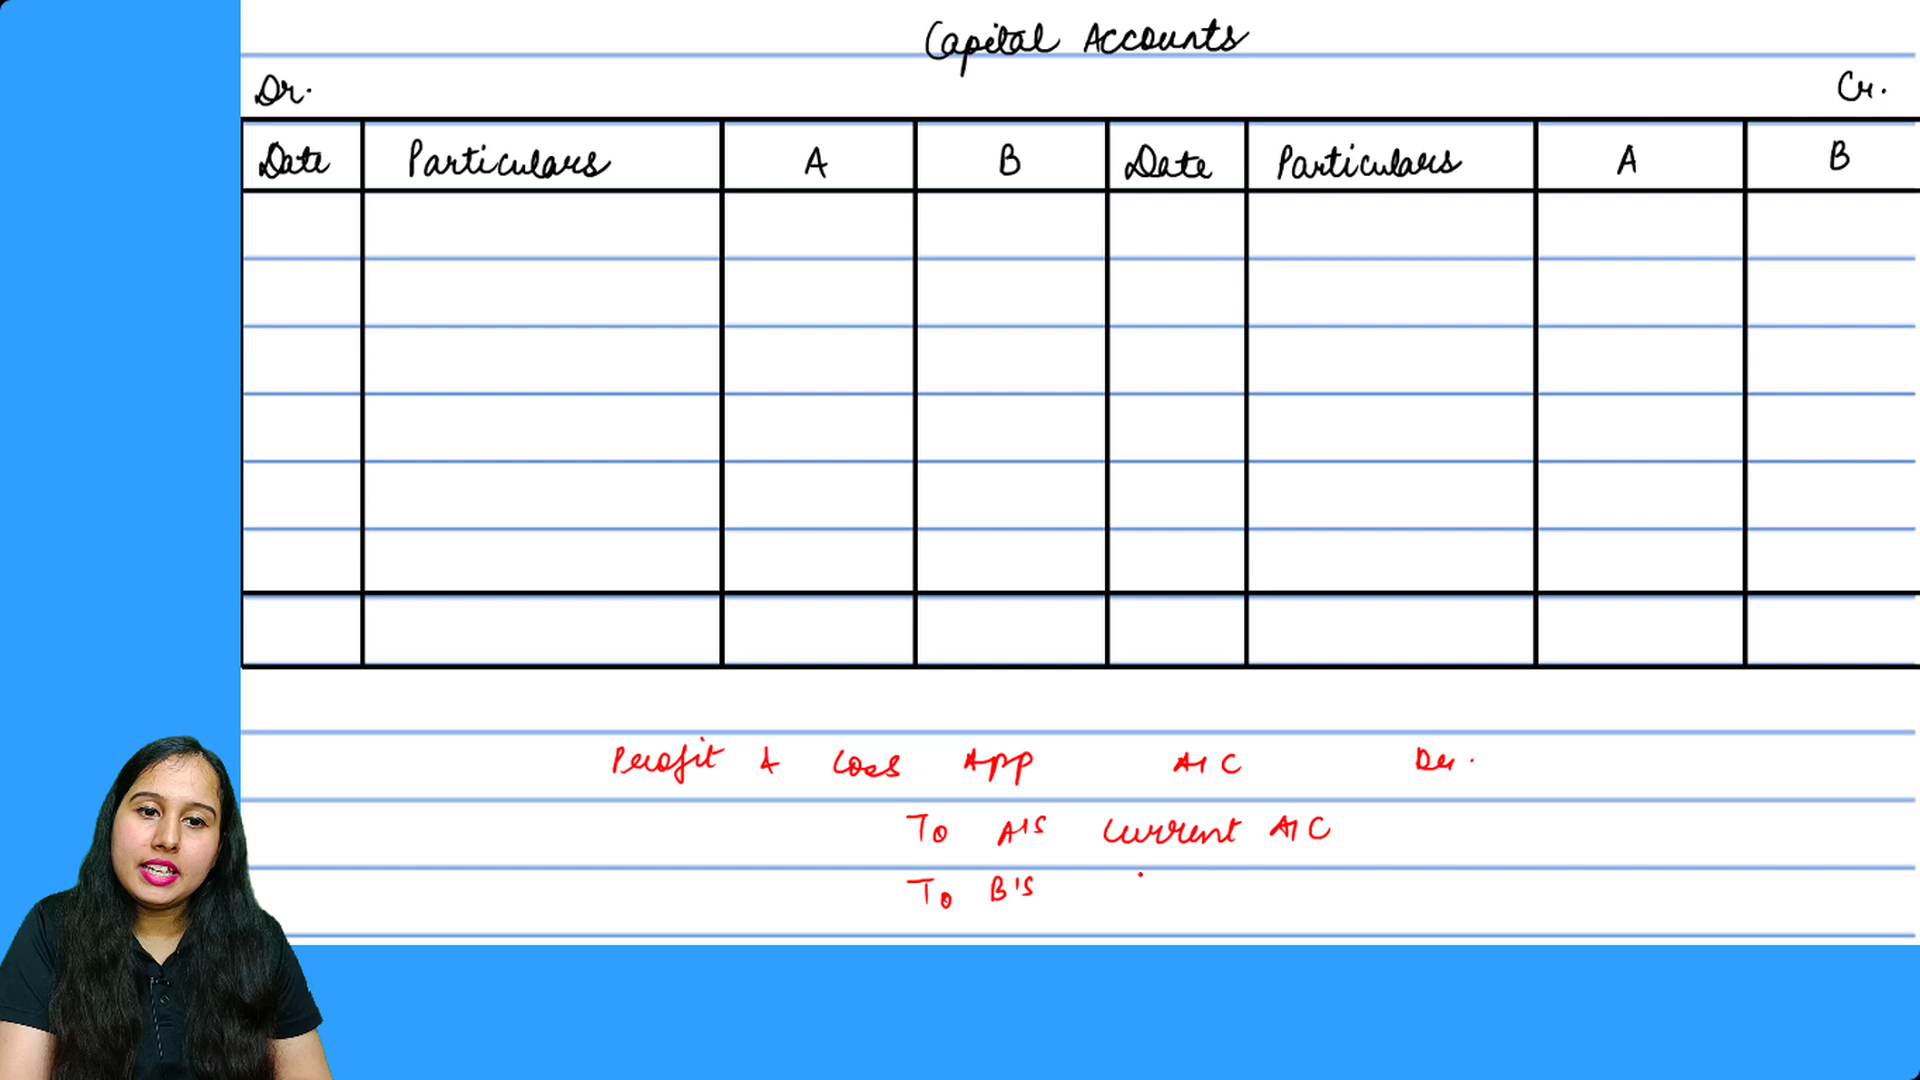 Capital Accounts
Dr. Cr.
Date Particulars A B Date Particulars A B
Profit & Loss App A/C Dr.
To A's Current A/C
To B's